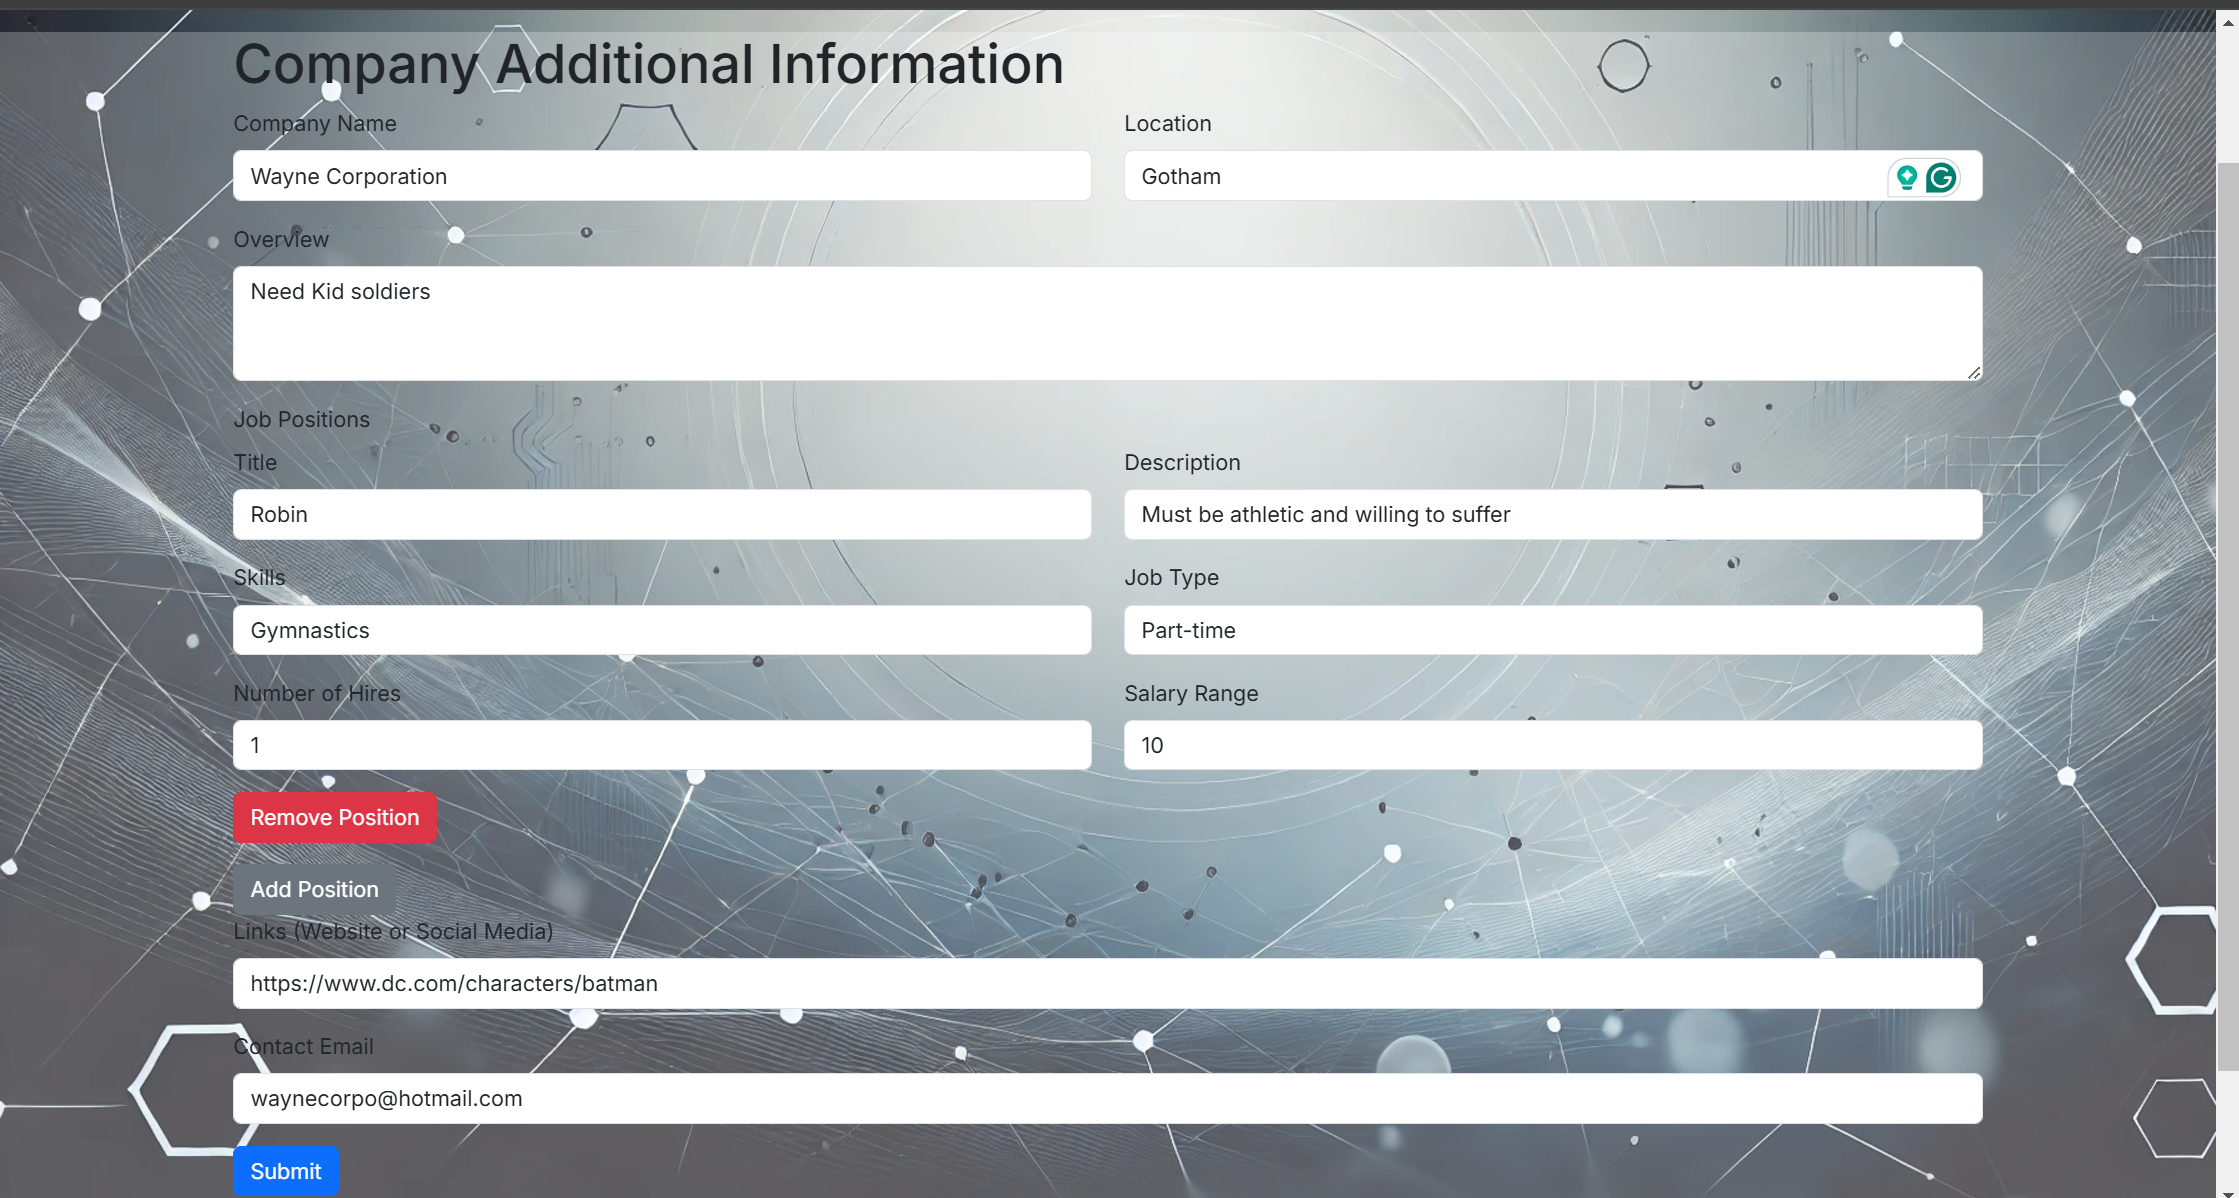 Company Additional Information
Company Name
Location
Wayne Corporation
Gotham
Overview
Need Kid soldiers
Job Positions
Title
Description
Robin
Must be athletic and willing to suffer
Skills
Job Type
Gymnastics
Part-time
Number of Hires
Salary Range
1
10
Remove Position
Add Position
Links (Website or Social Media)
https://www.dc.com/characters/batman
Contact Email
waynecorpo@hotmail.com
Submit